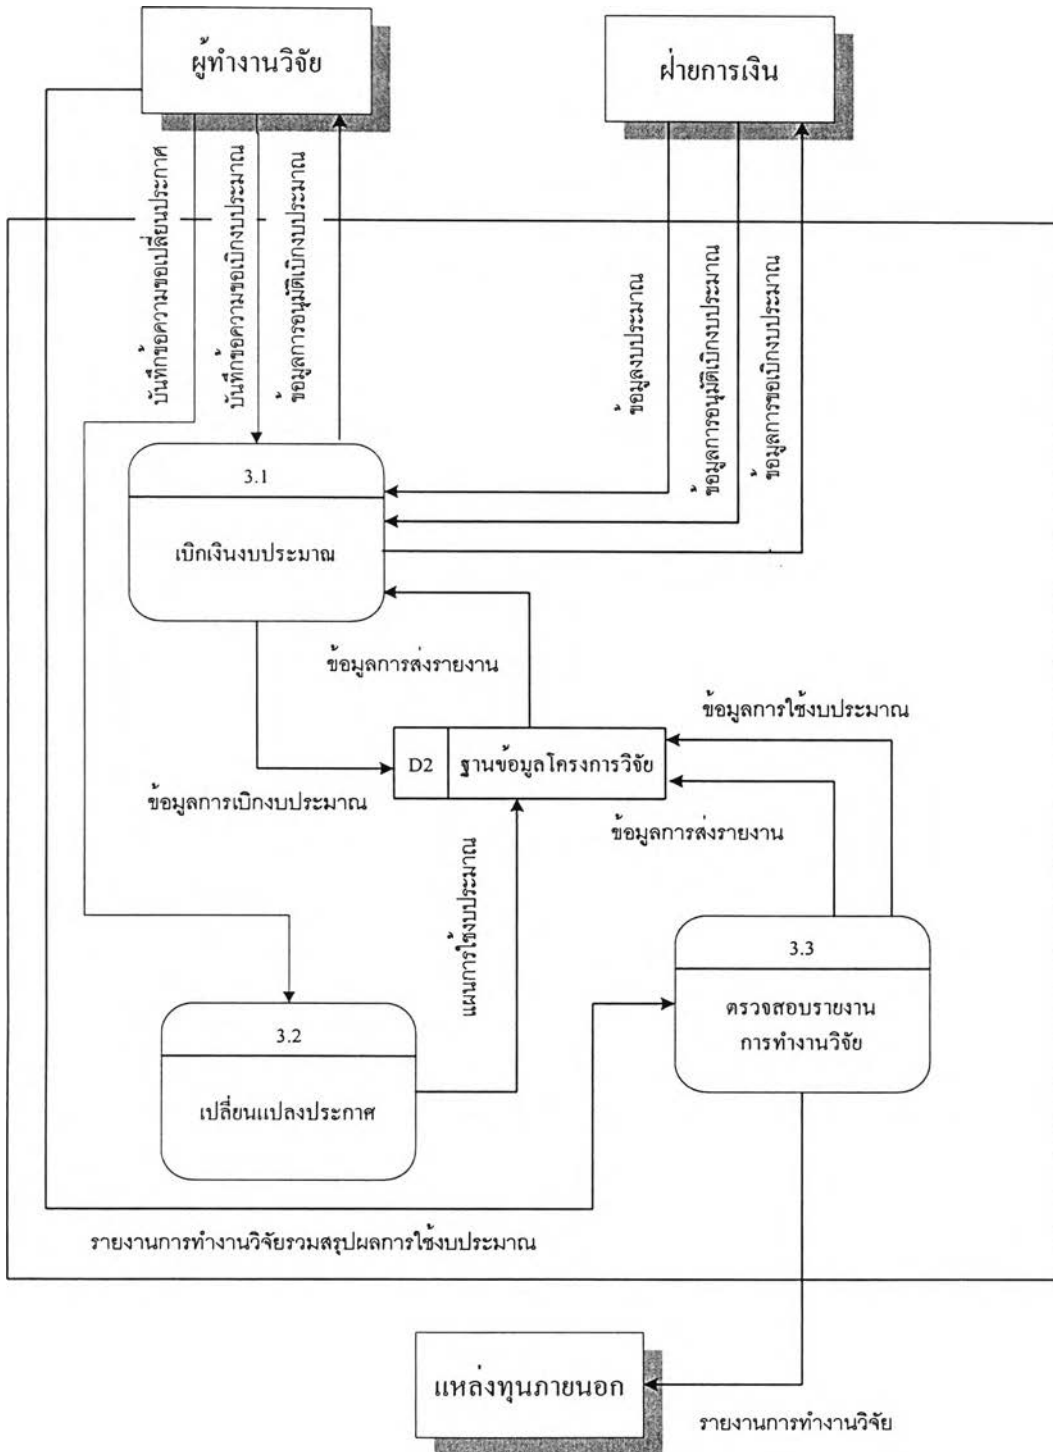 ผู้ทำงานวิจัย
ฝ่ายการเงิน
บันทึกข้อความขอเปลี่ยนประกาศ
บันทึกข้อความขอเบิกงบประมาณ
ข้อมูลการอนุมัติเบิกงบประมาณ
ข้อมูลงบประมาณ
ข้อมูลการอนุมัติเบิกงบประมาณ
ข้อมูลการขอเบิกงบประมาณ
3.1
เบิกเงินงบประมาณ
ข้อมูลการส่งรายงาน
ข้อมูลการใช้งบประมาณ
D2 ฐานข้อมูลโครงการวิจัย
ข้อมูลการเบิกงบประมาณ
ข้อมูลการส่งรายงาน
แผนการใช้งบประมาณ
3.3
ตรวจสอบรายงาน
การทำงานวิจัย
3.2
เปลี่ยนแปลงประกาศ
รายงานการทำงานวิจัยรวมสรุปผลการใช้งบประมาณ
แหล่งทุนภายนอก
รายงานการทำงานวิจัย